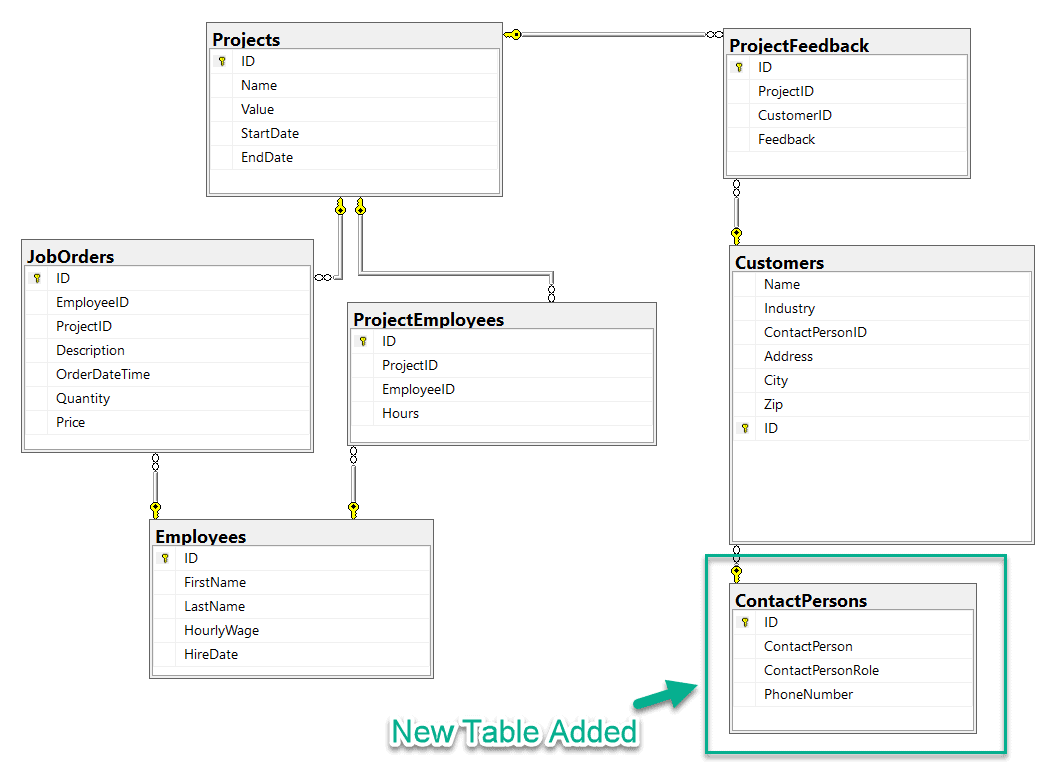 Projects
ID
Name
Value
StartDate
EndDate
ProjectFeedback
ID
ProjectID
CustomerID
Feedback
JobOrders
ID
EmployeeID
ProjectID
Description
OrderDateTime
Quantity
Price
ProjectEmployees
ID
ProjectID
EmployeeID
Hours
Customers
Name
Industry
ContactPersonID
Address
City
Zip
ID
Employees
ID
FirstName
LastName
HourlyWage
HireDate
ContactPersons
ID
ContactPerson
ContactPersonRole
PhoneNumber
New Table Added